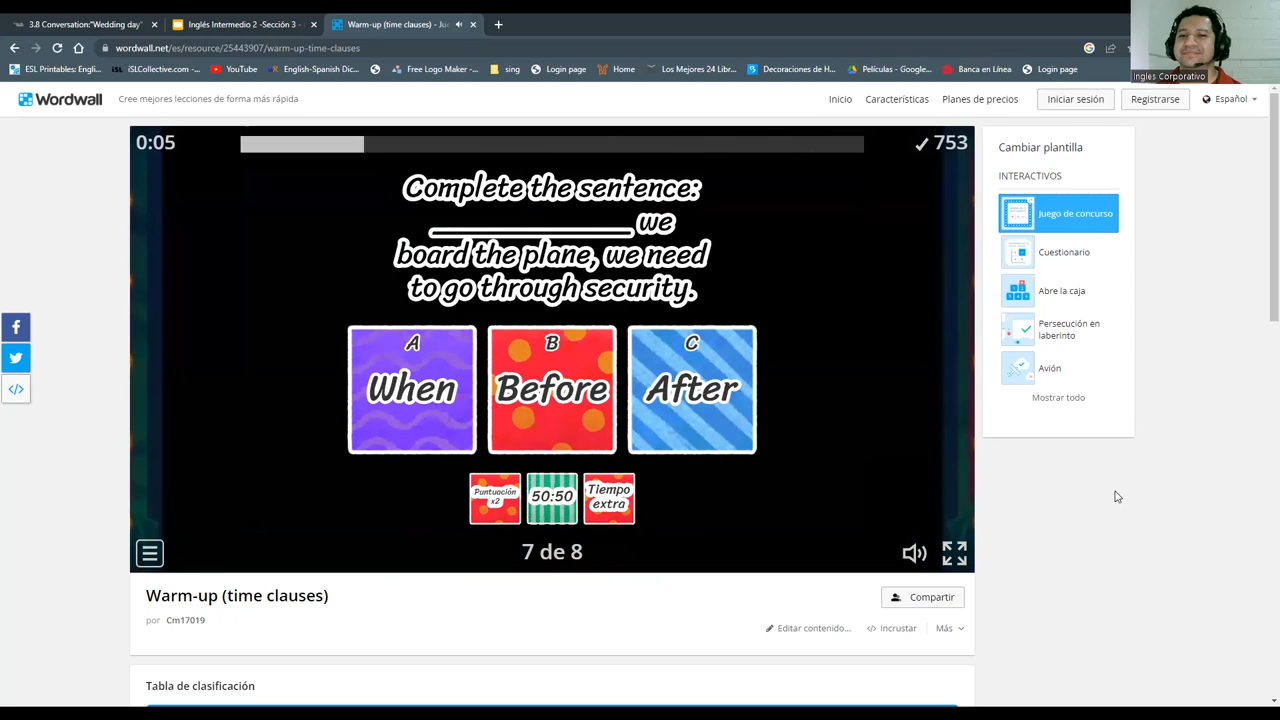 3.8 Conversation:"Wedding day"
Inglés Intermedio 2 -Sección 3 -
Warm-up (time clauses) - Ju
wordwall.net/es/resource/25443907/warm-up-time-clauses
ESL Printables: Engli...
iSLCollective.com -...
YouTube
English-Spanish Dic...
Free Logo Maker -...
sing
Login page
Home
Los Mejores 24 Libr...
Decoraciones de H...
Películas - Google...
Banca en Línea
Login page
Ingles Corporativo
Wordwall
Cree mejores lecciones de forma más rápida
Inicio
Características
Planes de precios
Iniciar sesión
Registrarse
Español
0:05
753
Complete the sentence:
_______________ we
board the plane, we need
to go through security.
A
When
B
Before
C
After
Puntuación
x2
50:50
Tiempo
extra
7 de 8
Cambiar plantilla
INTERACTIVOS
Juego de concurso
Cuestionario
Abre la caja
Persecución en
laberinto
Avión
Mostrar todo
Warm-up (time clauses)
Compartir
por Cm17019
Editar contenido...
Incrustar
Más
Tabla de clasificación